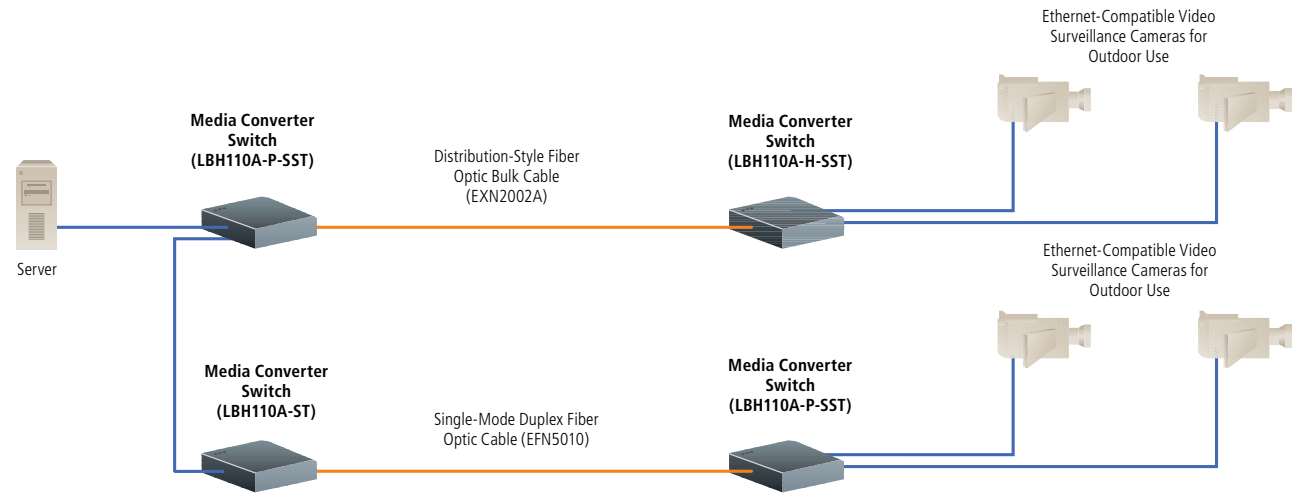 Ethernet-Compatible Video
Surveillance Cameras for
Outdoor Use
Media Converter
Switch
(LBH110A-P-SST)
Distribution-Style Fiber
Optic Bulk Cable
(EXN2002A)
Media Converter
Switch
(LBH110A-H-SST)
Server
Ethernet-Compatible Video
Surveillance Cameras for
Outdoor Use
Media Converter
Switch
(LBH110A-ST)
Single-Mode Duplex Fiber
Optic Cable (EFN5010)
Media Converter
Switch
(LBH110A-P-SST)